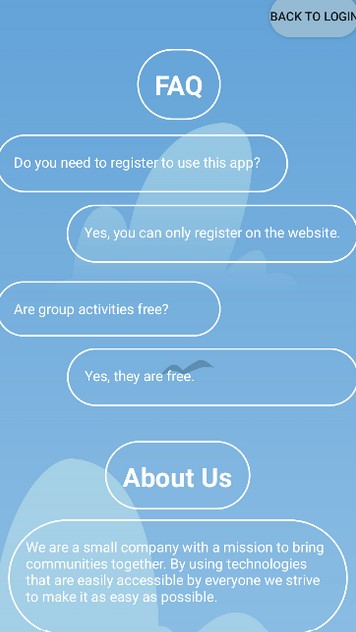 BACK TO LOGIN
FAQ
Do you need to register to use this app?
Yes, you can only register on the website.
Are group activities free?
Yes, they are free.
About Us
We are a small company with a mission to bring
communities together. By using technologies
that are easily accessible by everyone we strive
to make it as easy as possible.